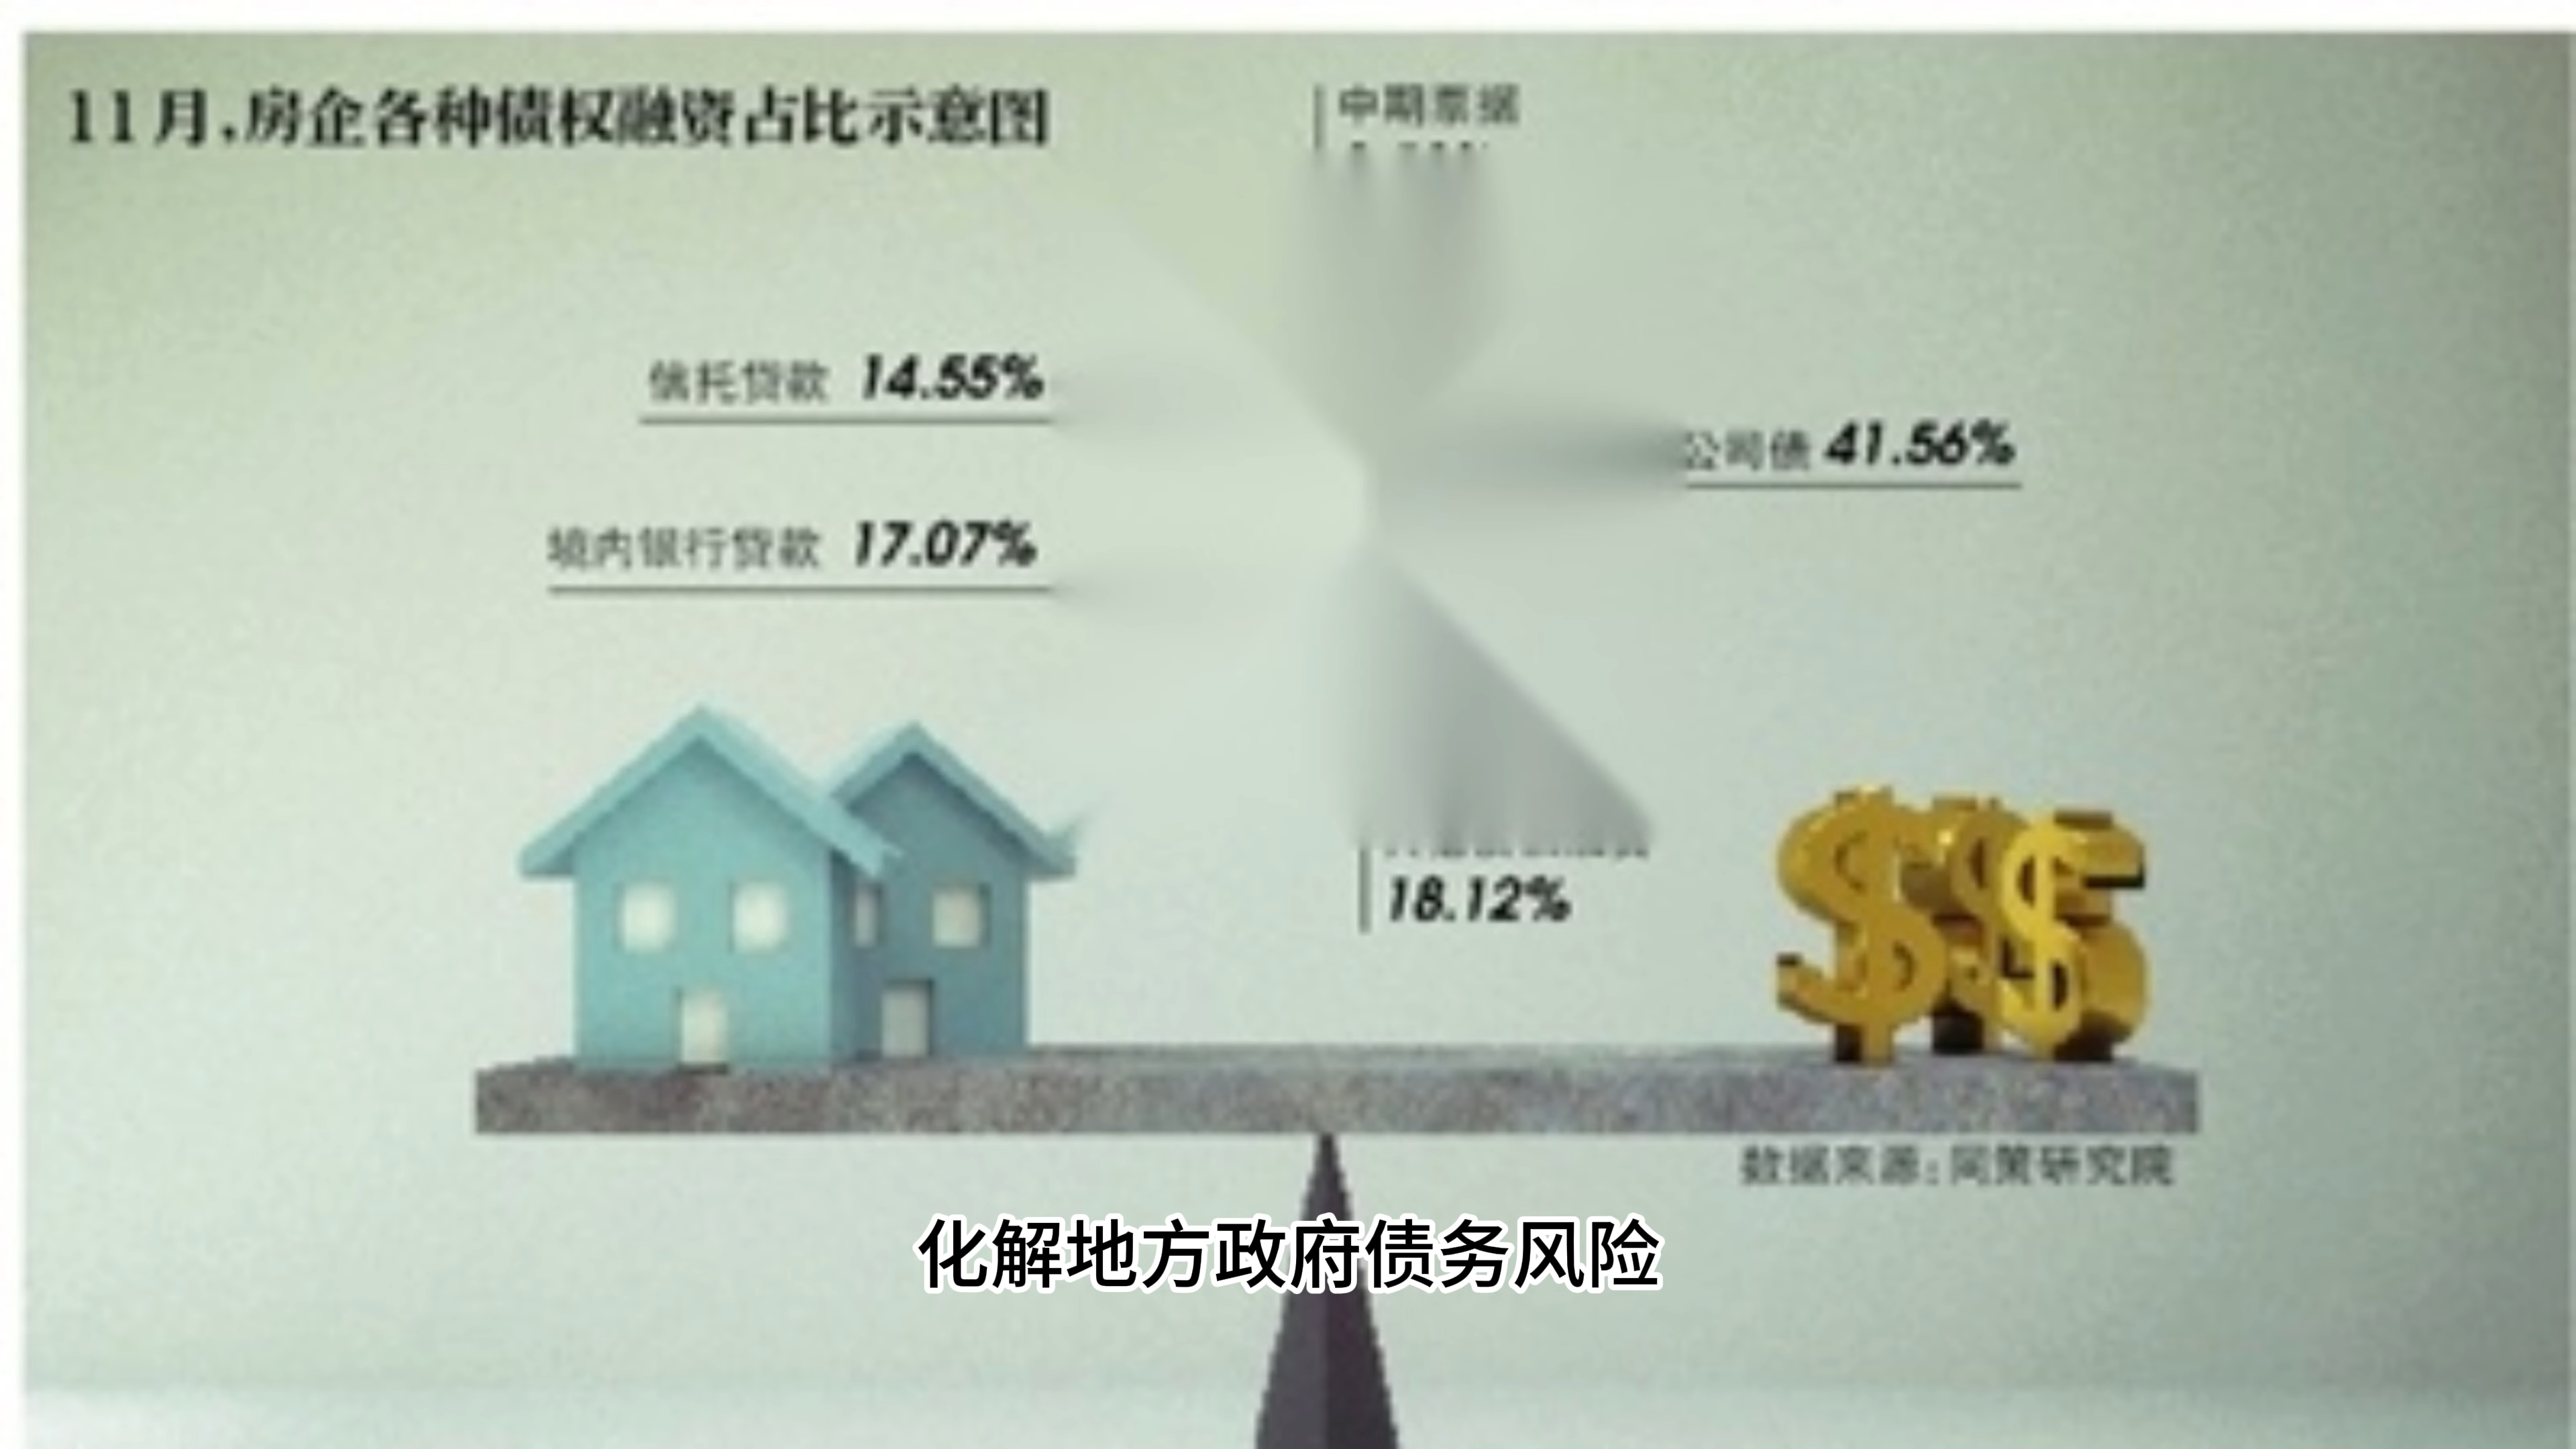 11月,房企各种债权融资占比示意图
中期票据
信托贷款 14.55%
公司债 41.56%
境内银行贷款 17.07%
18.12%
数据来源:同策研究院
化解地方政府债务风险